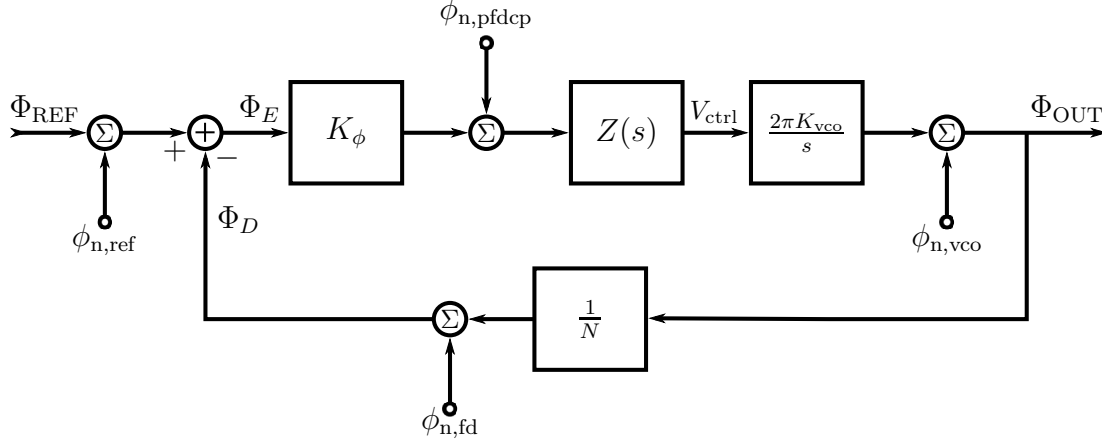 ϕn,pfdcp
ΦREF Σ + ΦE Kϕ Σ Z(s) Vctrl 2πKvco/s Σ ΦOUT
+ −
ϕn,ref ΦD ϕn,vco
Σ 1/N
ϕn,fd